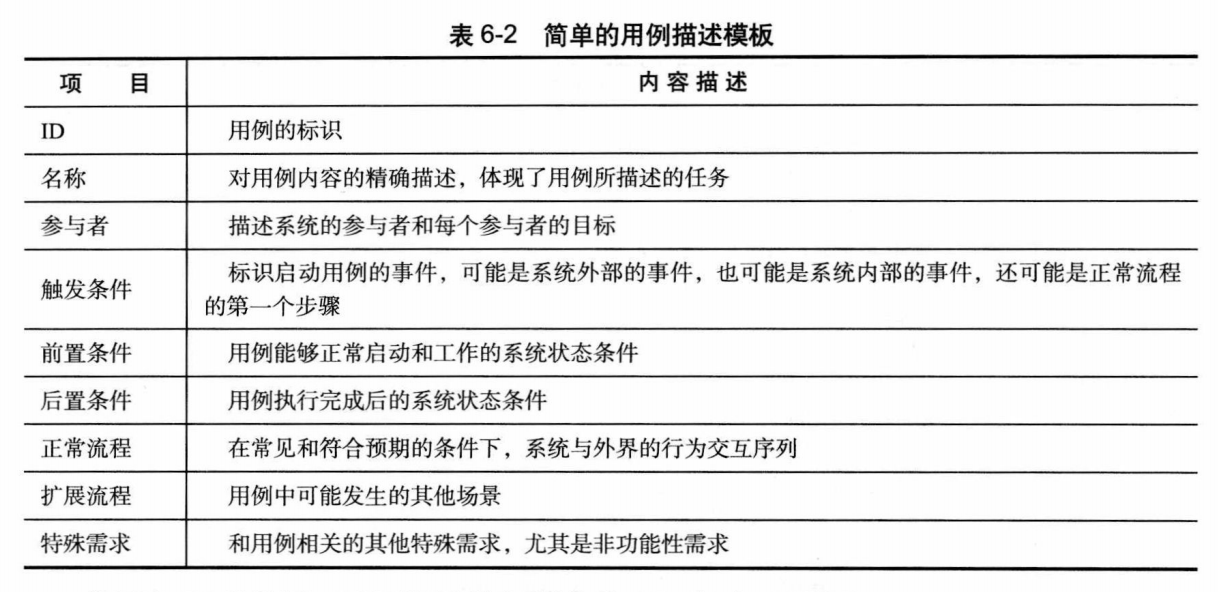 表 6-2 简单的用例描述模板
项 目 内 容 描 述
ID 用例的标识
名称 对用例内容的精确描述，体现了用例所描述的任务
参与者 描述系统的参与者和每个参与者的目标
触发条件 标识启动用例的事件，可能是系统外部的事件，也可能是系统内部的事件，还可能是正常流程
的第一个步骤
前置条件 用例能够正常启动和工作的系统状态条件
后置条件 用例执行完成后的系统状态条件
正常流程 在常见和符合预期的条件下，系统与外界的行为交互序列
扩展流程 用例中可能发生的其他场景
特殊需求 和用例相关的其他特殊需求，尤其是非功能性需求